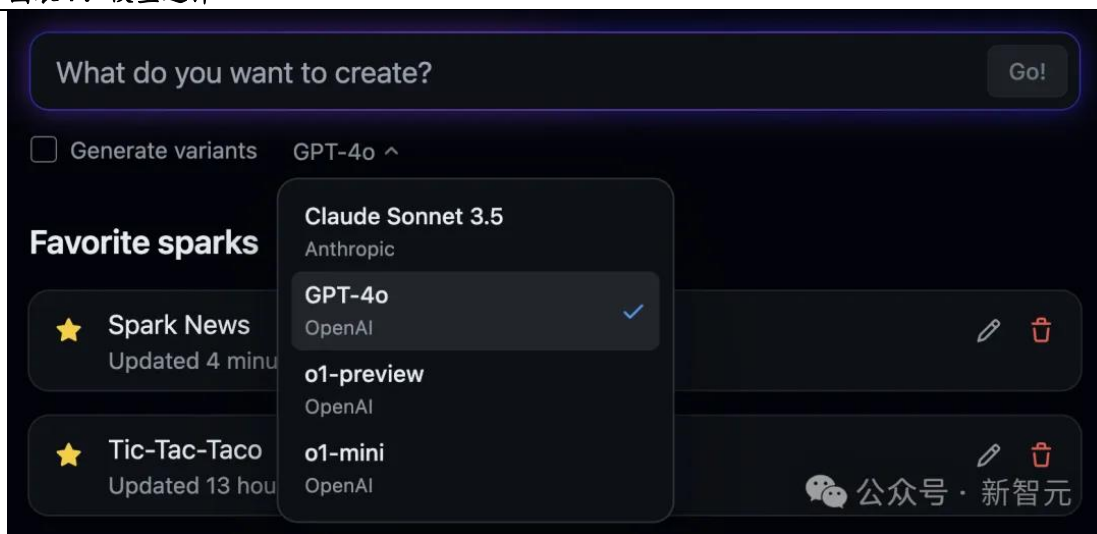 What do you want to create?
Go!
Generate variants
GPT-4o
Claude Sonnet 3.5
Anthropic
GPT-4o
OpenAI
o1-preview
OpenAI
o1-mini
OpenAI
Favorite sparks
Spark News
Updated 4 minu
Tic-Tac-Taco
Updated 13 hou
公众号 · 新智元